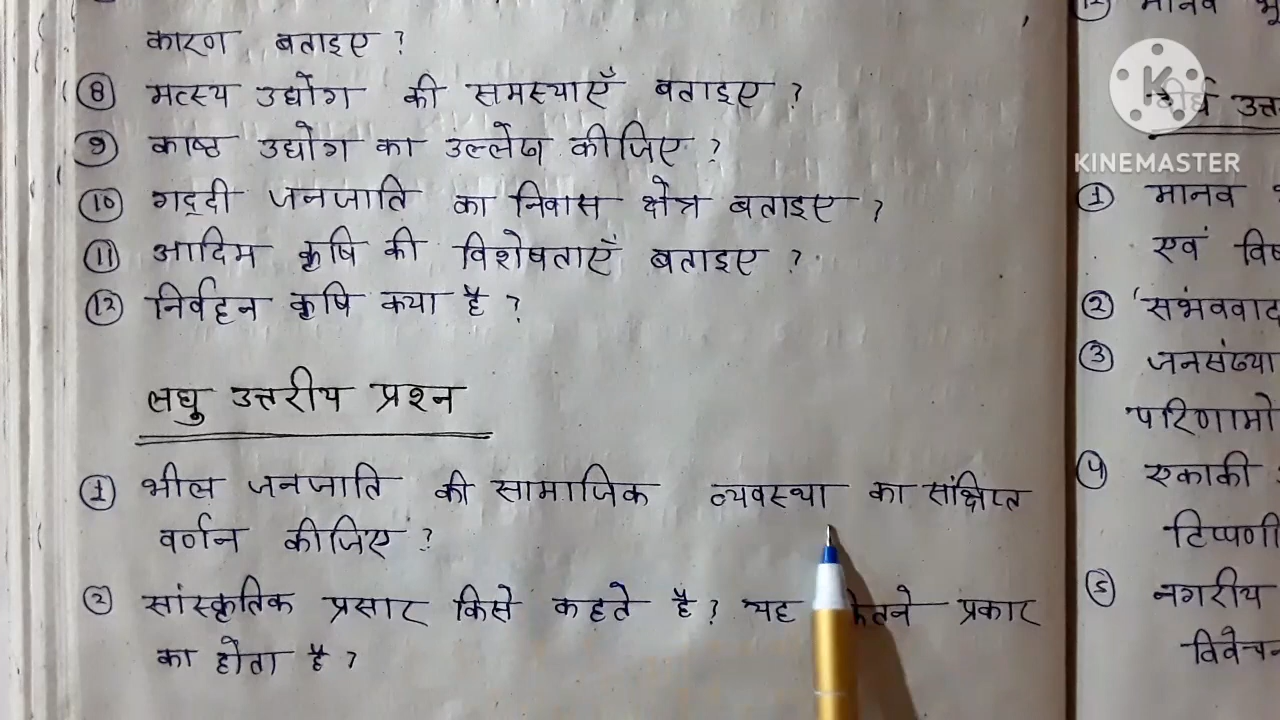 कारण बताइए ?
⑧ मत्स्य उद्योग की समस्याएँ बताइए ?
⑨ काष्ठ उद्योग का उल्लेख कीजिए ?
⑩ गद्दी जनजाति का निवास क्षेत्र बताइए ?
⑪ आदिम कृषि की विशेषताएँ बताइए ?
⑫ निर्वहन कृषि क्या है ?
लघु उत्तरीय प्रश्न
① भील जनजाति की सामाजिक व्यवस्था का संक्षिप्त
वर्णन कीजिए ?
② सांस्कृतिक प्रसार किसे कहते है ? यह प्रकार
का होता है ?
मानव
उत्त
① मानव
एवं विष
② 'संभववाद
③ जनसंख्या
परिणामो
④ एकाकी
टिप्पणी
⑤ नगरीय
विवेचन
KINEMASTER